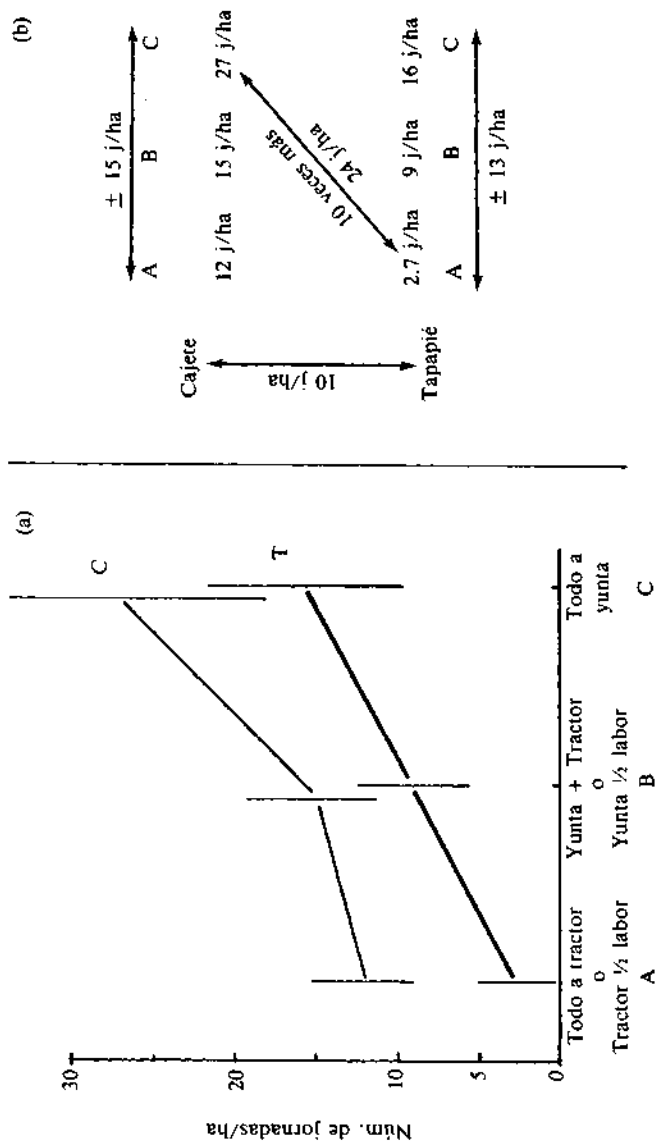 (a)
Núm. de jornadas/ha
30
20
10
5
0
C
T
Todo a tractor
o
Tractor ½ labor
A
Yunta + Tractor
o
Yunta ½ labor
B
Todo a
yunta
C
(b)
± 15 j/ha
A B C
Cajete
12 j/ha 15 j/ha 27 j/ha
10 j/ha
10 veces más
24 j/ha
Tapapié
2.7 j/ha 9 j/ha 16 j/ha
A B C
± 13 j/ha